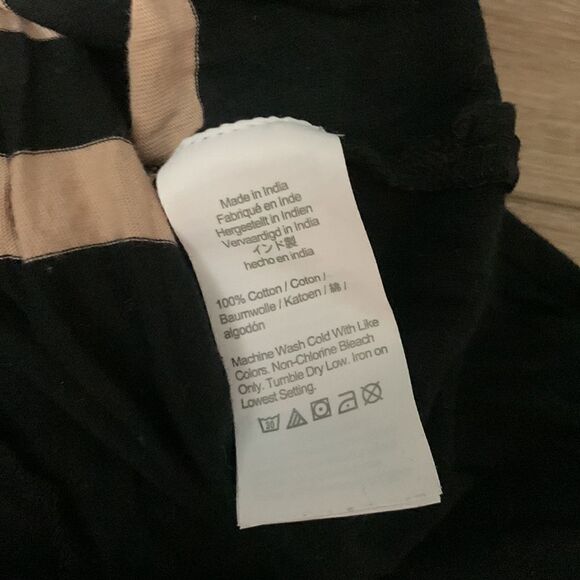 Made in India
Fabriqué en Inde
Hergestellt in Indien
Vervaardigd in India
インド製
hecho en india
100% Cotton / Coton /
Baumwolle / Katoen / 綿 /
algodón
Machine Wash Cold With Like
Colors. Non-Chlorine Bleach
Only. Tumble Dry Low. Iron on
Lowest Setting.
30